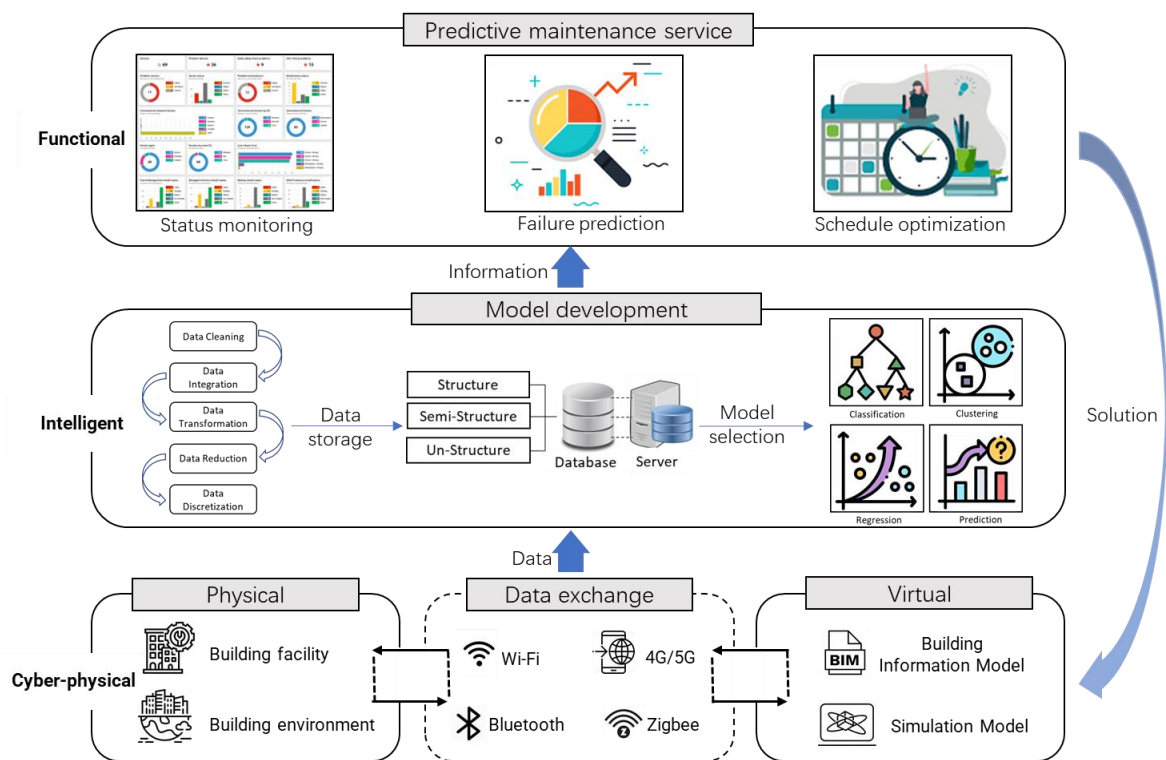 Predictive maintenance service
Functional
Status monitoring
Failure prediction
Schedule optimization
Information
Model development
Intelligent
Data Cleaning
Data
Integration
Data
Transformation
Data Reduction
Data
Discretization
Data
storage
Structure
Semi-Structure
Un-Structure
Database
Server
Model
selection
Classification
Clustering
Regression
Prediction
Solution
Data
Cyber-physical
Physical
Building facility
Building environment
Data exchange
Wi-Fi
4G/5G
Bluetooth
Zigbee
Virtual
BIM
Building
Information Model
Simulation Model